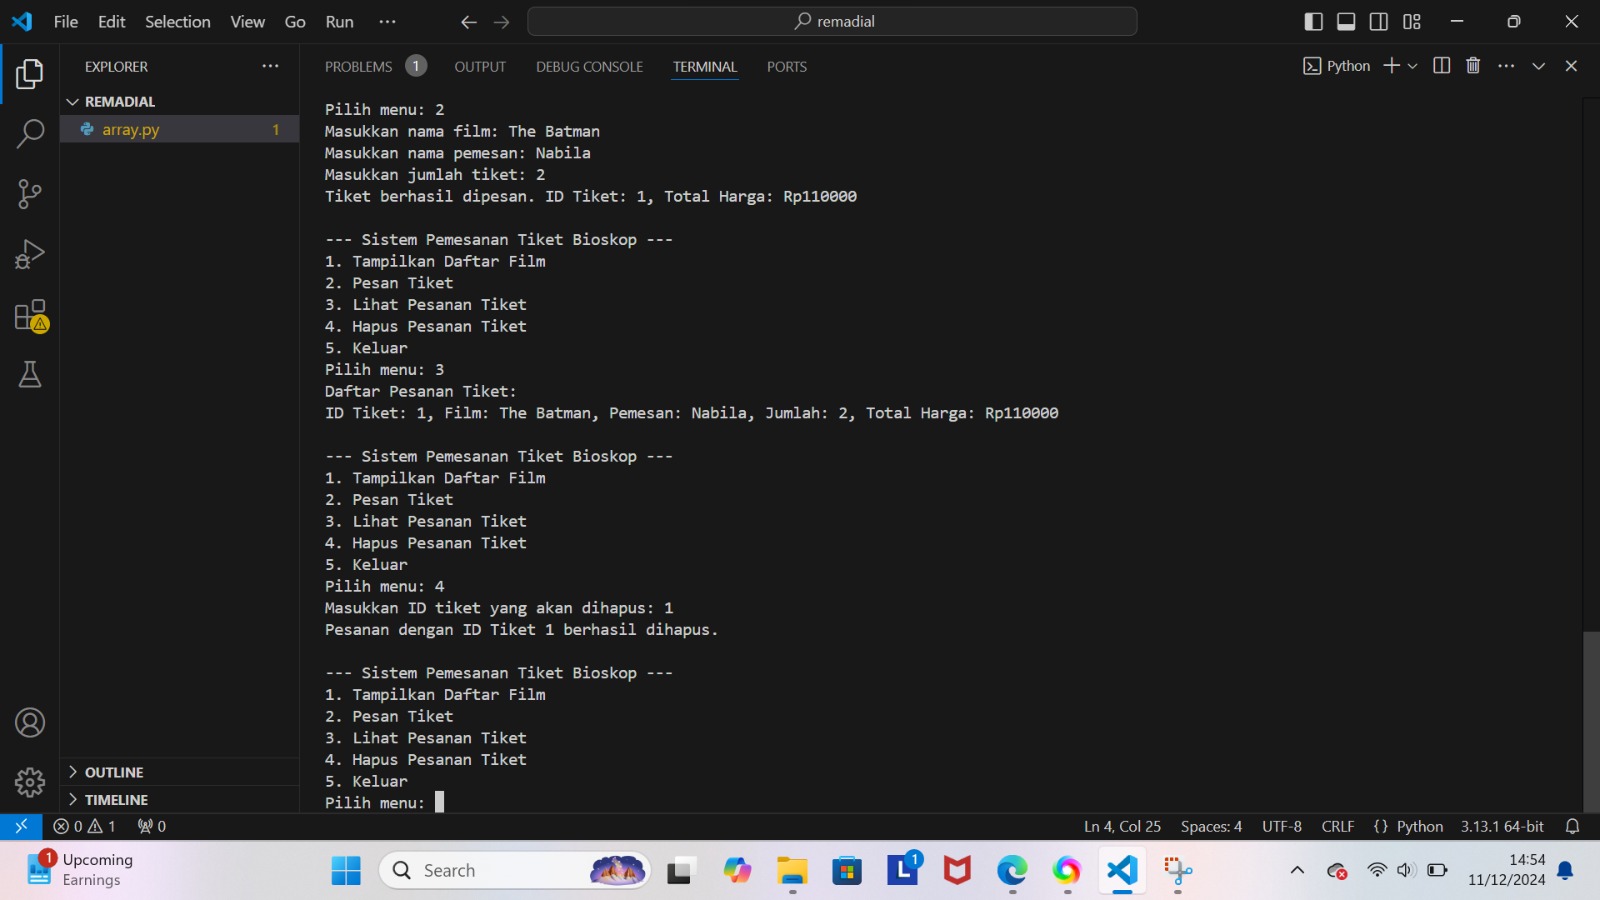 File Edit Selection View Go Run ···
remadial
EXPLORER ···
PROBLEMS 1 OUTPUT DEBUG CONSOLE TERMINAL PORTS
Python
REMADIAL
array.py 1
Pilih menu: 2
Masukkan nama film: The Batman
Masukkan nama pemesan: Nabila
Masukkan jumlah tiket: 2
Tiket berhasil dipesan. ID Tiket: 1, Total Harga: Rp110000
--- Sistem Pemesanan Tiket Bioskop ---
1. Tampilkan Daftar Film
2. Pesan Tiket
3. Lihat Pesanan Tiket
4. Hapus Pesanan Tiket
5. Keluar
Pilih menu: 3
Daftar Pesanan Tiket:
ID Tiket: 1, Film: The Batman, Pemesan: Nabila, Jumlah: 2, Total Harga: Rp110000
--- Sistem Pemesanan Tiket Bioskop ---
1. Tampilkan Daftar Film
2. Pesan Tiket
3. Lihat Pesanan Tiket
4. Hapus Pesanan Tiket
5. Keluar
Pilih menu: 4
Masukkan ID tiket yang akan dihapus: 1
Pesanan dengan ID Tiket 1 berhasil dihapus.
--- Sistem Pemesanan Tiket Bioskop ---
1. Tampilkan Daftar Film
2. Pesan Tiket
3. Lihat Pesanan Tiket
4. Hapus Pesanan Tiket
5. Keluar
Pilih menu:
OUTLINE
TIMELINE
0 1 0
Ln 4, Col 25 Spaces: 4 UTF-8 CRLF {} Python 3.13.1 64-bit
1
Upcoming
Earnings
Search
L 1
14:54
11/12/2024